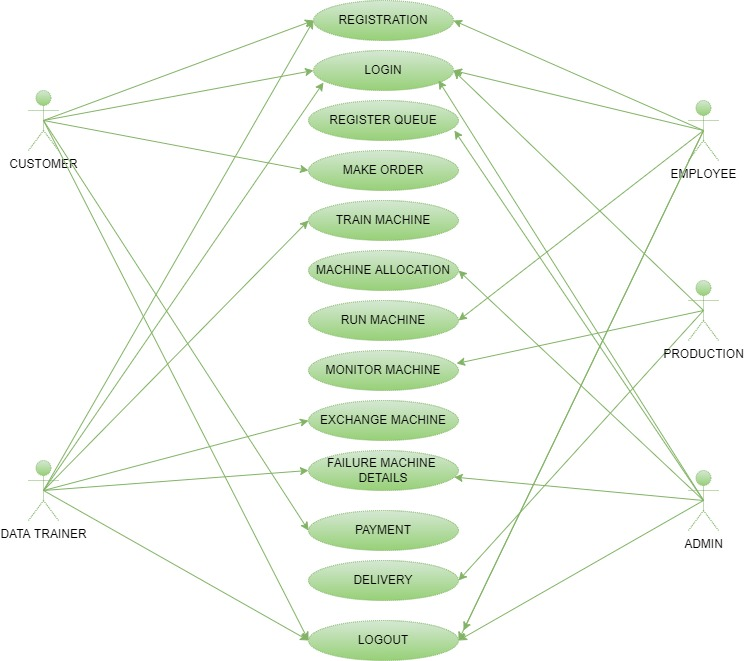 REGISTRATION
LOGIN
REGISTER QUEUE
MAKE ORDER
TRAIN MACHINE
MACHINE ALLOCATION
RUN MACHINE
MONITOR MACHINE
EXCHANGE MACHINE
FAILURE MACHINE
DETAILS
PAYMENT
DELIVERY
LOGOUT
CUSTOMER
DATA TRAINER
EMPLOYEE
PRODUCTION
ADMIN